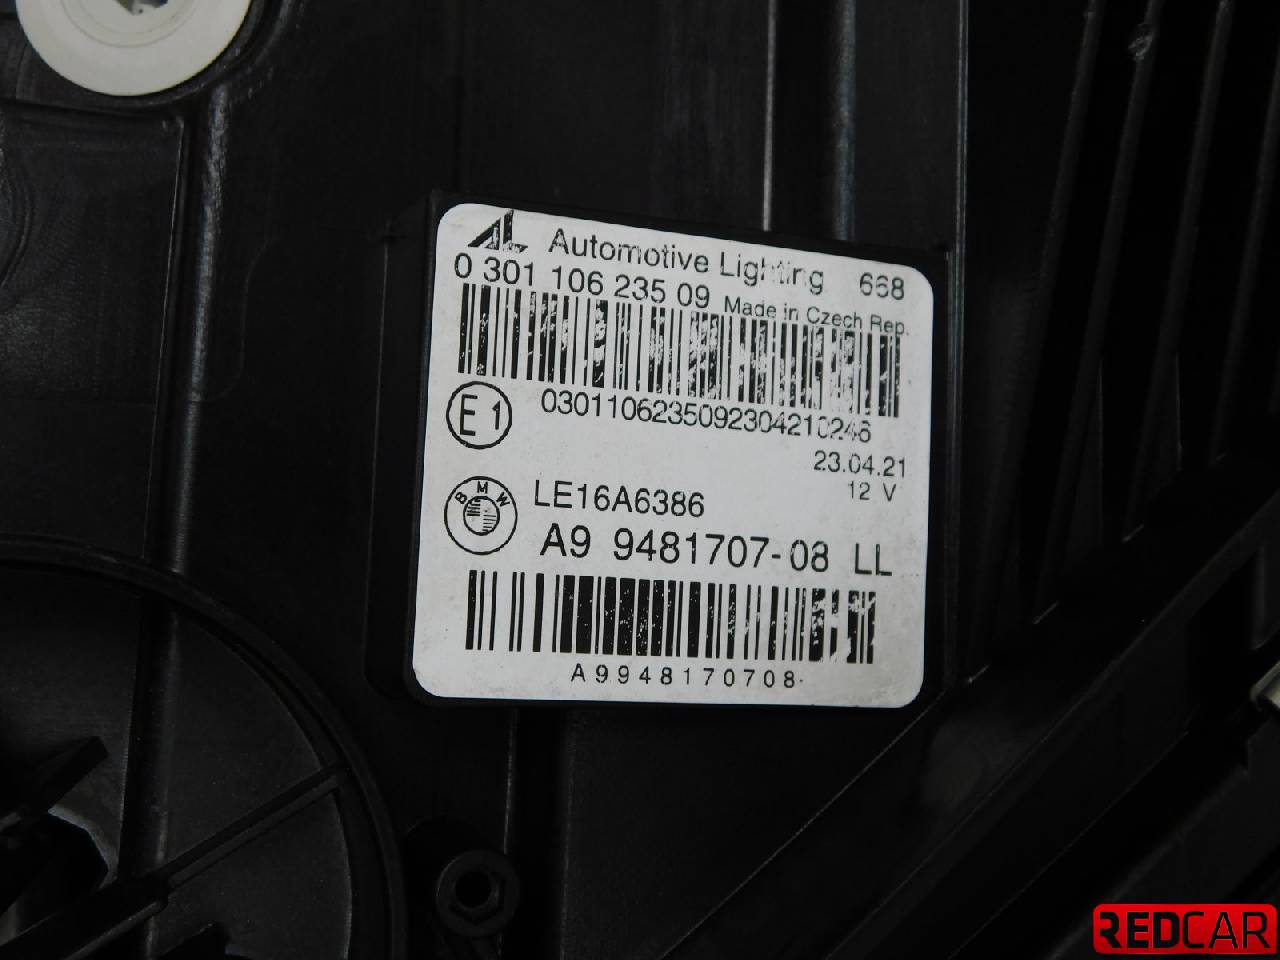 AL Automotive Lighting 668
0 301 106 235 09 Made in Czech Rep.
0301106235092304210246
E1
23.04.21
12 V
BMW
LE16A6386
A9 9481707-08 LL
A9948170708
REDCAR